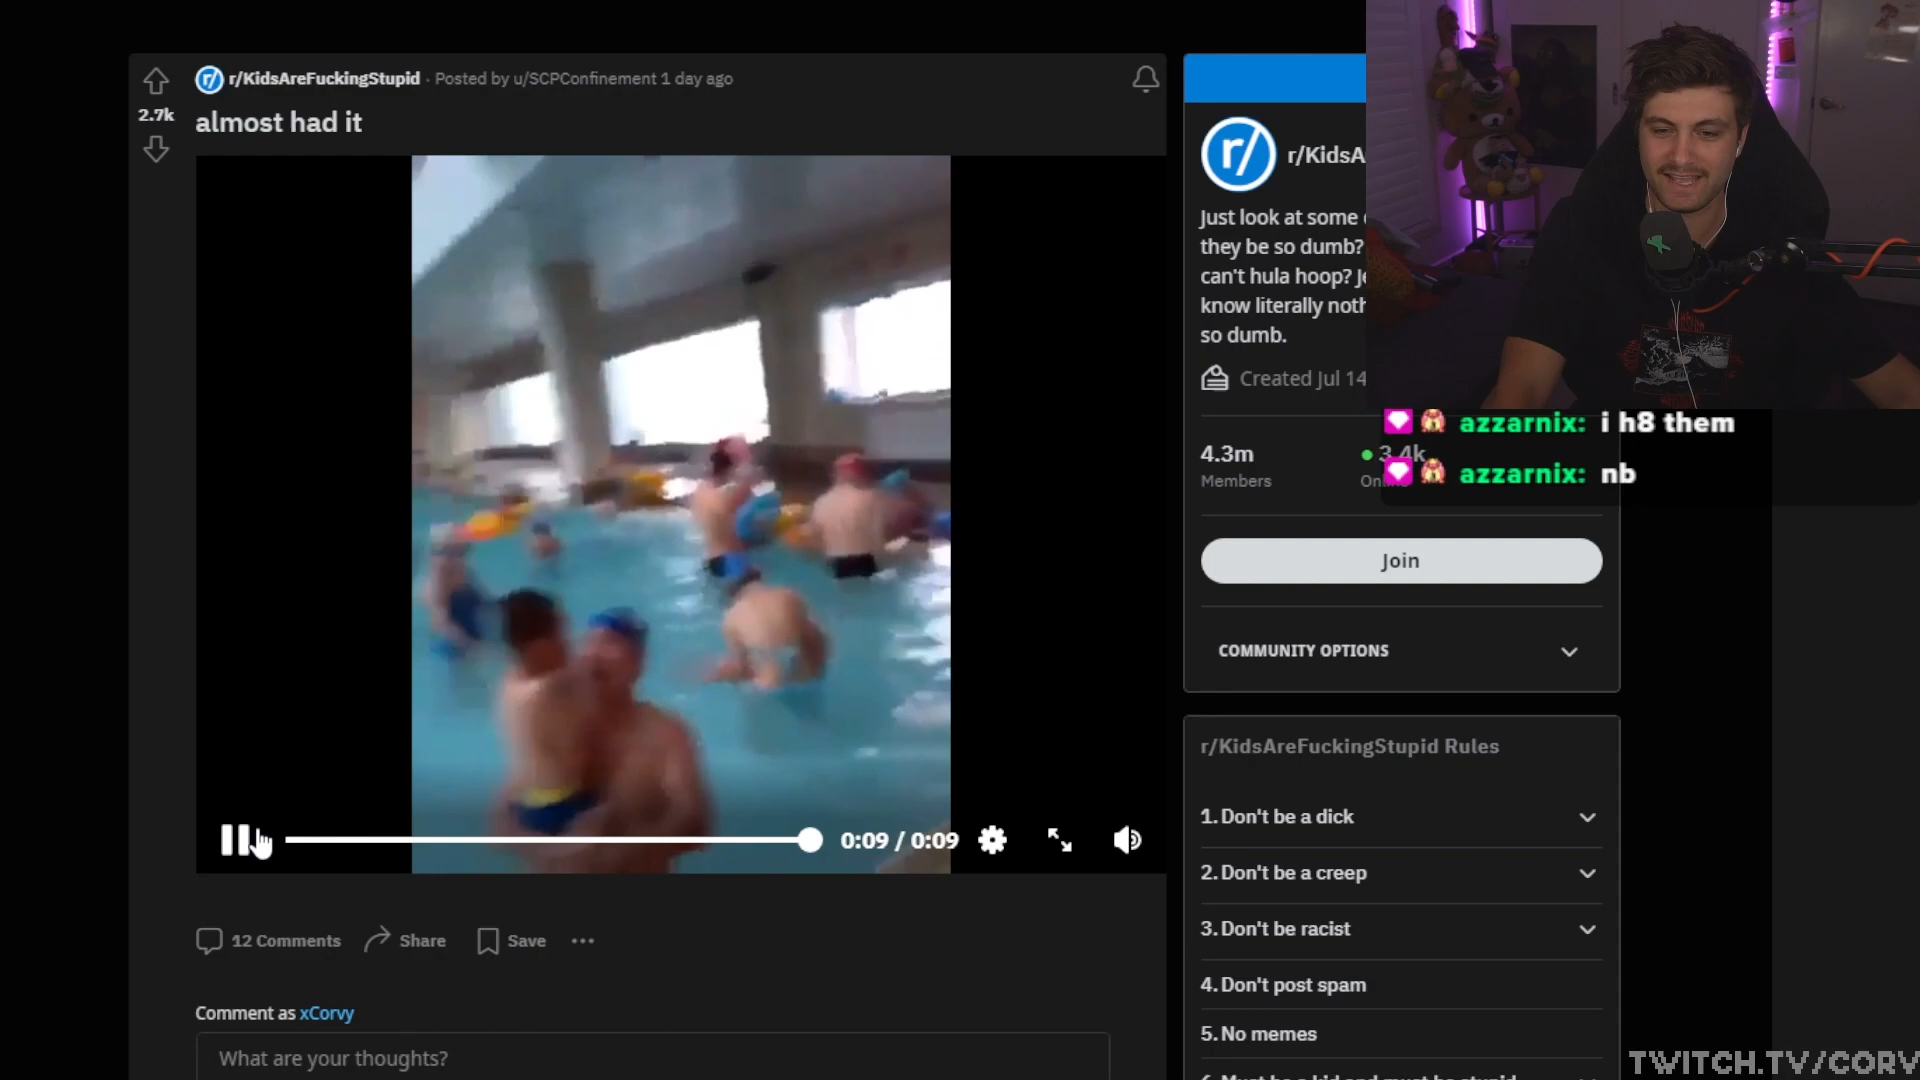 r/KidsAreFuckingStupid · Posted by u/SCPConfinement 1 day ago
2.7k
almost had it
0:09 / 0:09
12 Comments
Share
Save
Comment as xCorvy
What are your thoughts?
r/
r/KidsA
Just look at some
they be so dumb?
can't hula hoop?
know literally
so dumb.
Created Jul 14
4.3m
Members
3.4k
azzarnix: i h8 them
azzarnix: nb
Join
COMMUNITY OPTIONS
r/KidsAreFuckingStupid Rules
1. Don't be a dick
2. Don't be a creep
3. Don't be racist
4. Don't post spam
5. No memes
TWITCH.TV/CORV